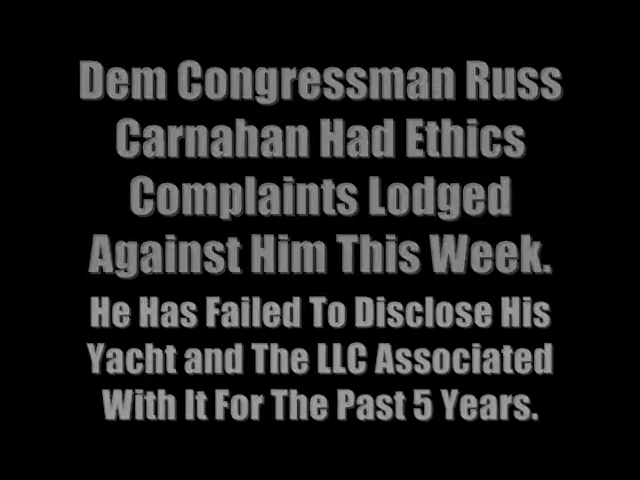 Dem Congressman Russ
Carnahan Had Ethics
Complaints Lodged
Against Him This Week.
He Has Failed To Disclose His
Yacht and The LLC Associated
With It For The Past 5 Years.